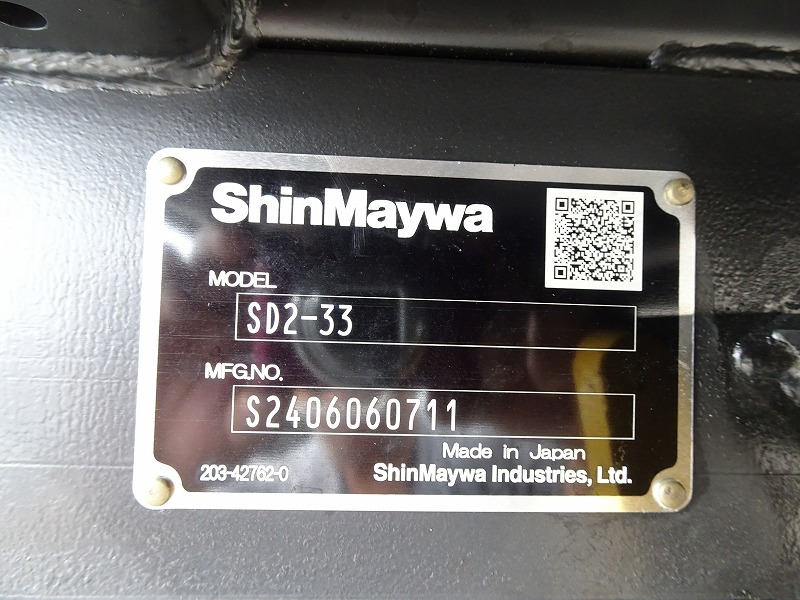 ShinMaywa
MODEL
SD2-33
MFG.NO.
S2406060711
Made in Japan
203-42762-0 ShinMaywa Industries, Ltd.